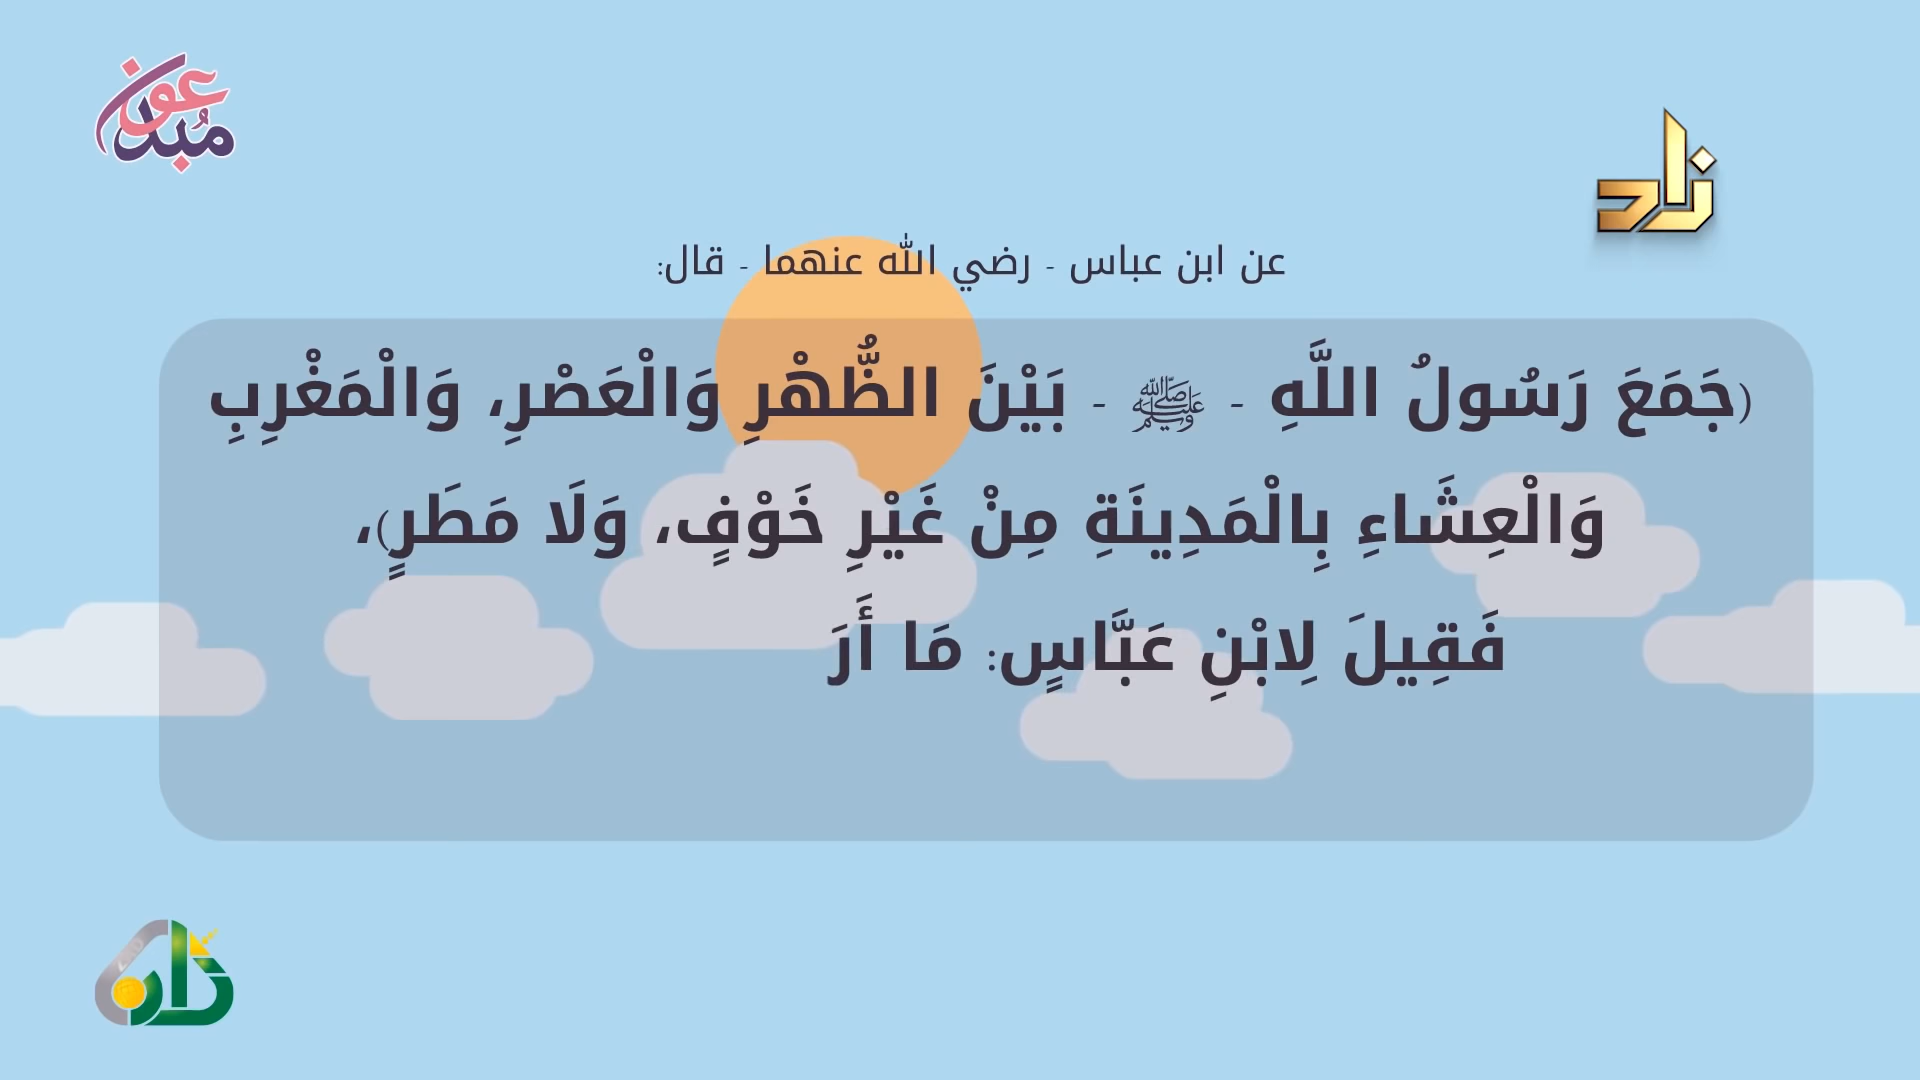 مبدعون
زاد
عن ابن عباس - رضي الله عنهما - قال:
(جَمَعَ رَسُولُ اللَّهِ - ﷺ - بَيْنَ الظُّهْرِ وَالْعَصْرِ، وَالْمَغْرِبِ
وَالْعِشَاءِ بِالْمَدِينَةِ مِنْ غَيْرِ خَوْفٍ، وَلَا مَطَرٍ)،
فَقِيلَ لِابْنِ عَبَّاسٍ: مَا أَرَ